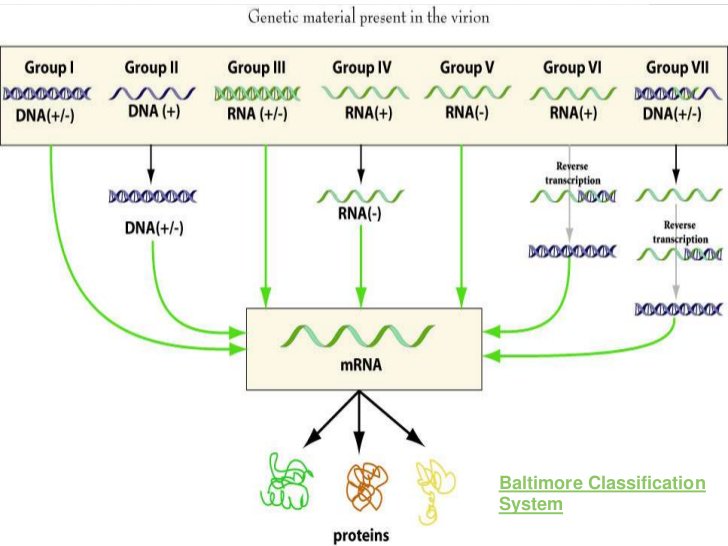 Genetic material present in the virion
Group I Group II Group III Group IV Group V Group VI Group VII
DNA(+/-) DNA (+) RNA (+/-) RNA(+) RNA(-) RNA(+) DNA(+/-)
Reverse
transcription
DNA(+/-)
RNA(-)
Reverse
transcription
mRNA
Baltimore Classification
System
proteins